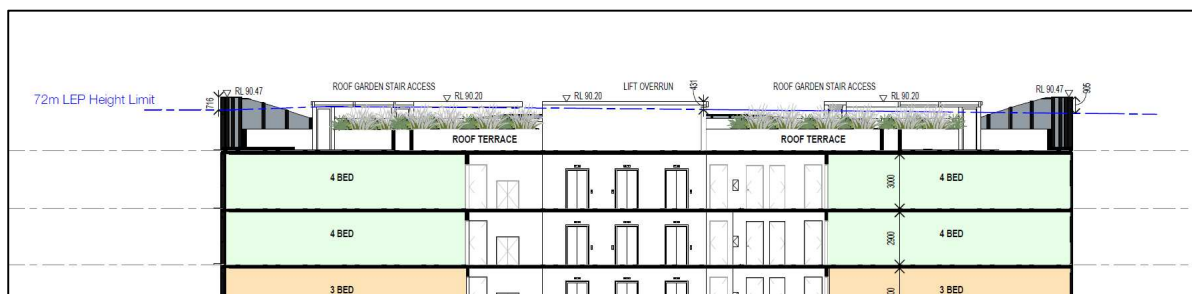 ROOF GARDEN STAIR ACCESS
LIFT OVERRUN
431
ROOF GARDEN STAIR ACCESS
72m LEP Height Limit
716
RL 90.47
RL 90.20
RL 90.20
RL 90.20
RL 90.47
905
ROOF TERRACE
ROOF TERRACE
4 BED
3000
4 BED
4 BED
2900
4 BED
3 BED
3 BED